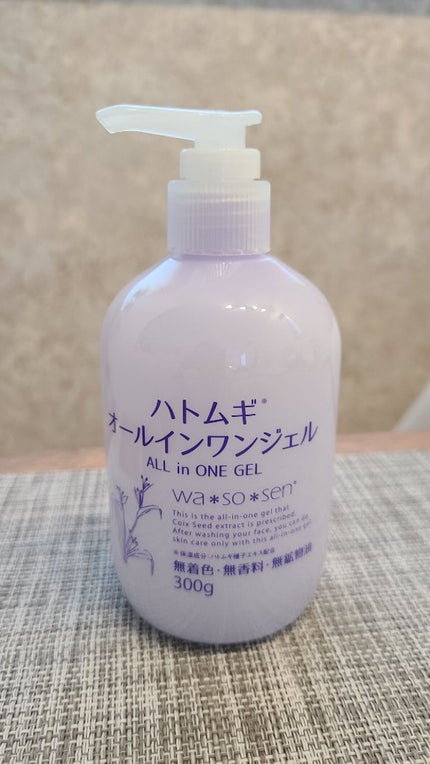 ハトムギ®
オールインワンジェル
ALL in ONE GEL
wa*so*sen®
This is the all-in-one gel that
Coix Seed extract is prescribed.
After washing your face, you can do
skin care only with this all-in-one gel
※保湿成分：ハトムギ種子エキス配合
無着色・無香料・無鉱物油
300g